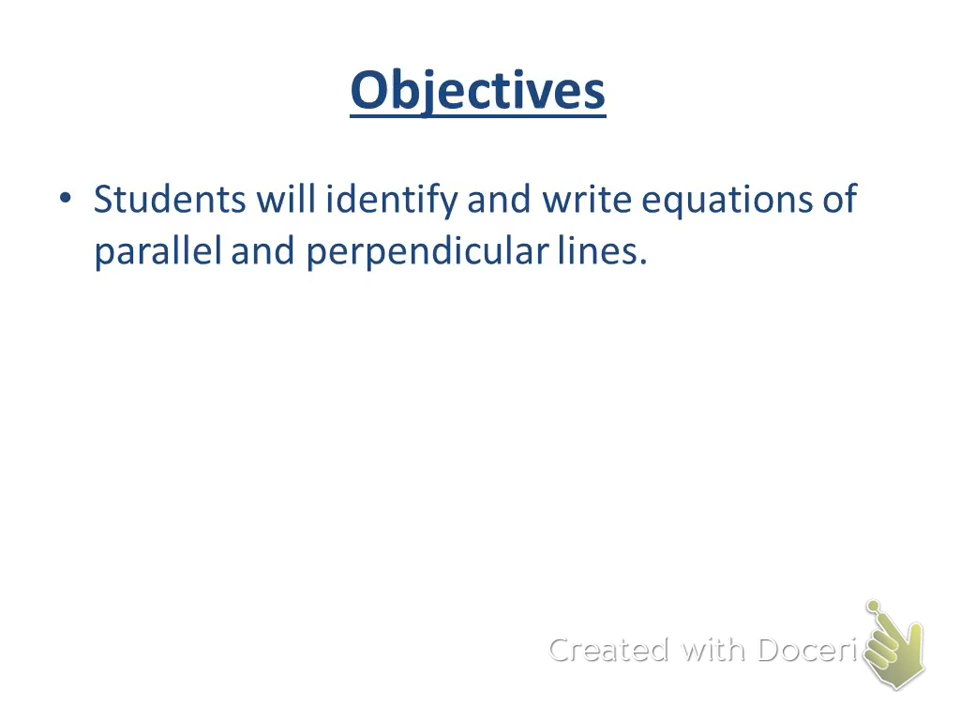 Objectives
• Students will identify and write equations of
parallel and perpendicular lines.
Created with Doceri